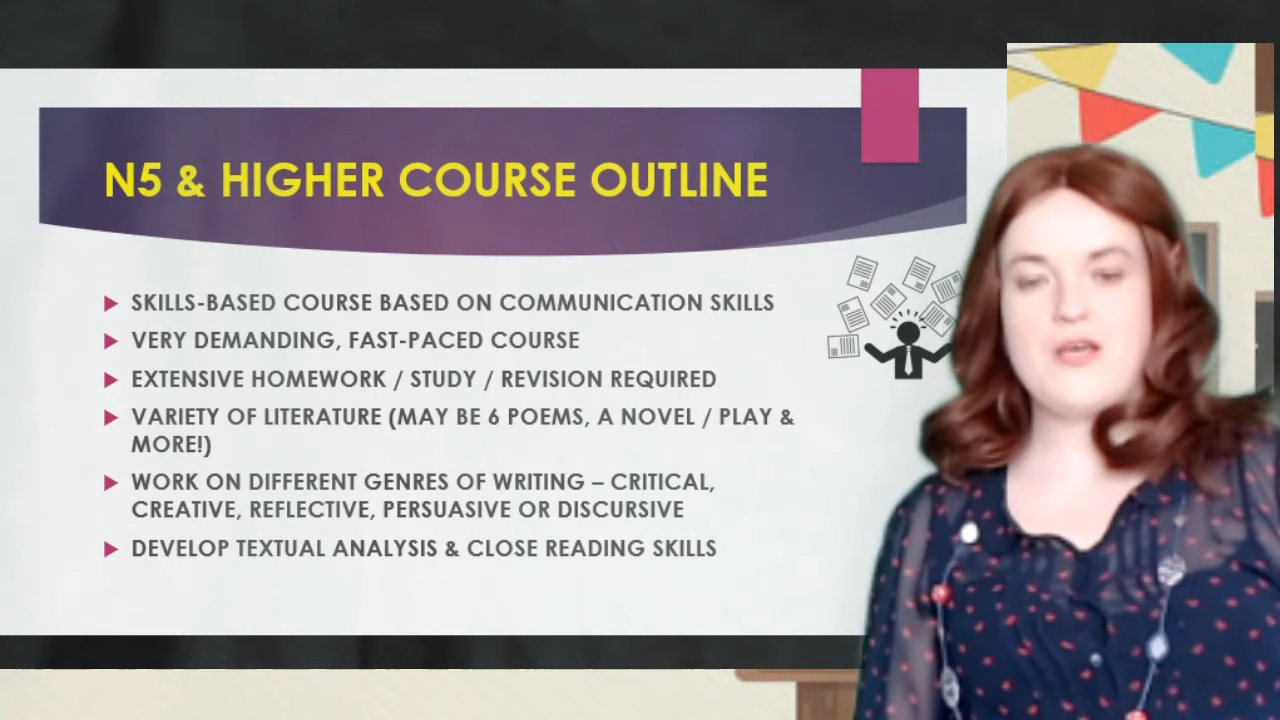 N5 & HIGHER COURSE OUTLINE
SKILLS-BASED COURSE BASED ON COMMUNICATION SKILLS
VERY DEMANDING, FAST-PACED COURSE
EXTENSIVE HOMEWORK / STUDY / REVISION REQUIRED
VARIETY OF LITERATURE (MAY BE 6 POEMS, A NOVEL / PLAY &
MORE!)
WORK ON DIFFERENT GENRES OF WRITING – CRITICAL,
CREATIVE, REFLECTIVE, PERSUASIVE OR DISCURSIVE
DEVELOP TEXTUAL ANALYSIS & CLOSE READING SKILLS